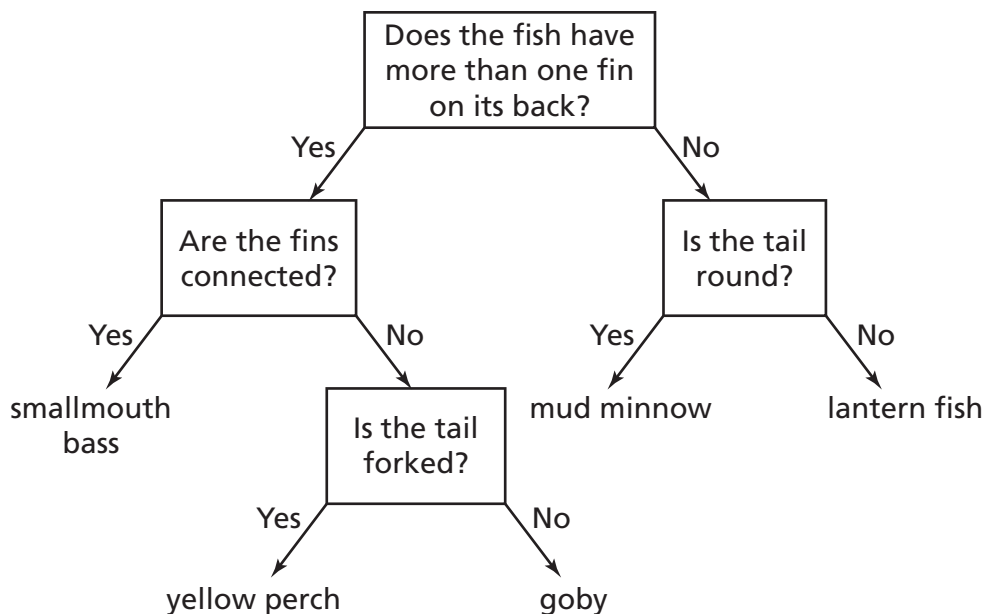 Does the fish have
more than one fin
on its back?
Yes
No
Are the fins
connected?
Is the tail
round?
Yes
No
Yes
No
smallmouth
bass
Is the tail
forked?
mud minnow
lantern fish
Yes
No
yellow perch
goby